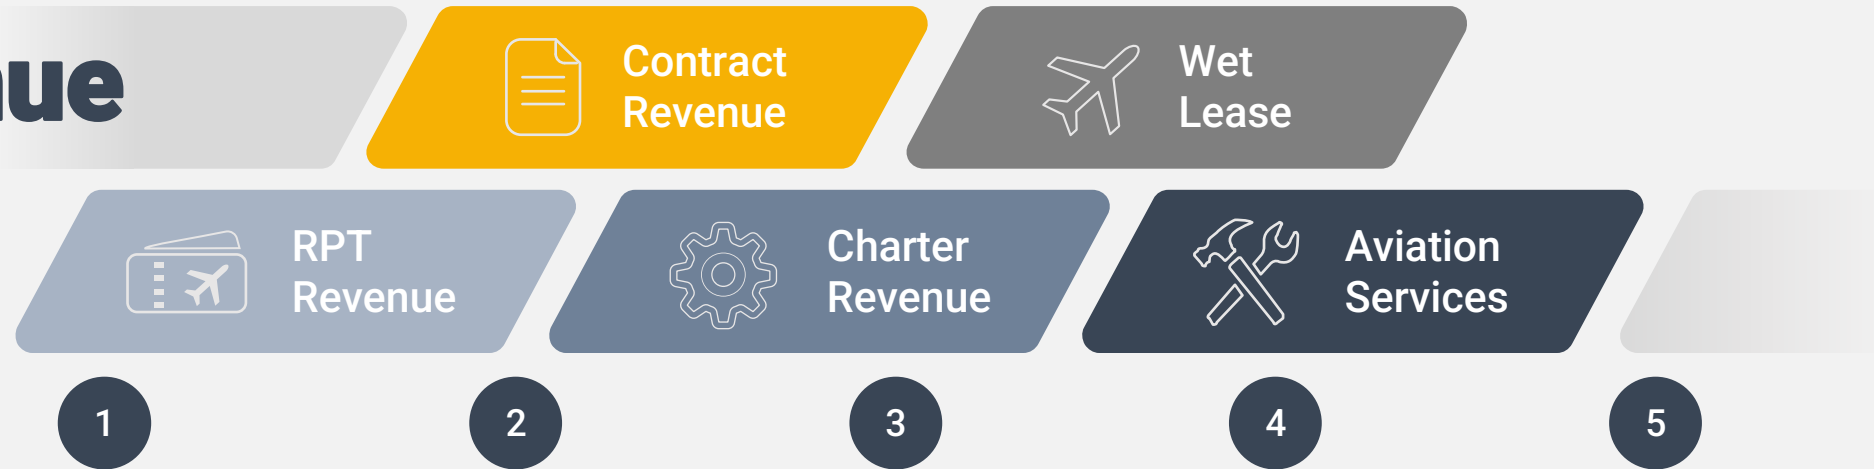 Contract
Revenue
Wet
Lease
RPT
Revenue
Charter
Revenue
Aviation
Services
1
2
3
4
5